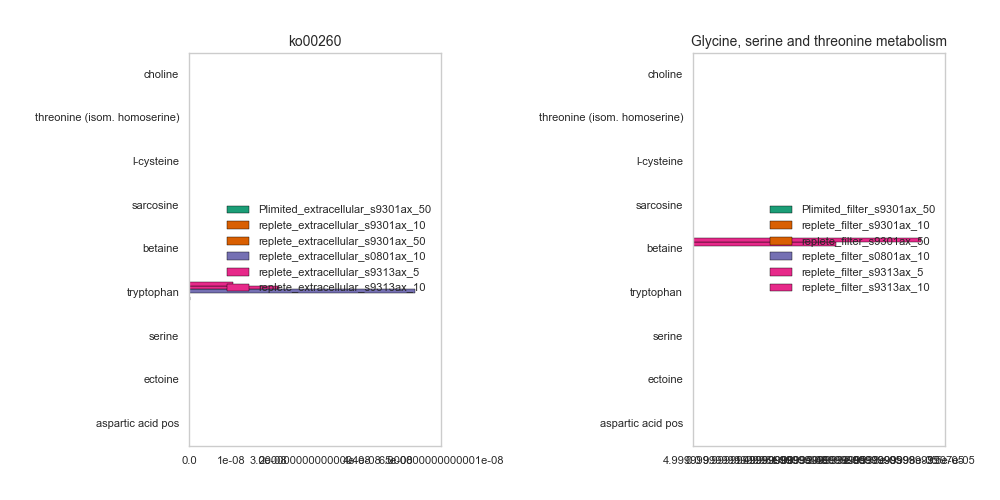 ko00260
choline
threonine (isom. homoserine)
l-cysteine
sarcosine
betaine
tryptophan
serine
ectoine
aspartic acid pos
Plimited_extracellular_s9301ax_50
replete_extracellular_s9301ax_10
replete_extracellular_s9301ax_50
replete_extracellular_s0801ax_10
replete_extracellular_s9313ax_5
replete_extracellular_s9313ax_10
0.0 1e-08
Glycine, serine and threonine metabolism
choline
threonine (isom. homoserine)
l-cysteine
sarcosine
betaine
tryptophan
serine
ectoine
aspartic acid pos
Plimited_filter_s9301ax_50
replete_filter_s9301ax_10
replete_filter_s9301ax_50
replete_filter_s0801ax_10
replete_filter_s9313ax_5
replete_filter_s9313ax_10